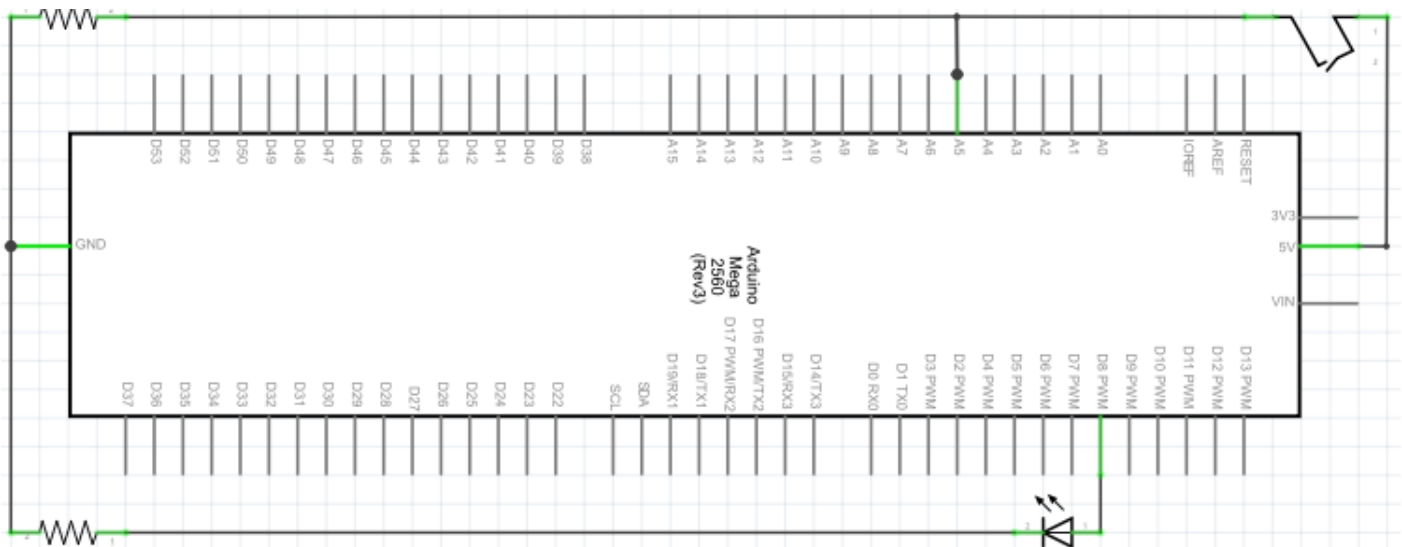 D53
D52
D51
D50
D49
D48
D47
D46
D45
D44
D43
D42
D41
D40
D39
D38
A15
A14
A13
A12
A11
A10
A9
A8
A7
A6
A5
A4
A3
A2
A1
A0
IOREF
AREF
RESET
GND
3V3
5V
VIN
Arduino
Mega
2560
(Rev3)
D37
D36
D35
D34
D33
D32
D31
D30
D29
D28
D27
D26
D25
D24
D23
D22
SCL
SDA
D19/RX1
D18/TX1
D17 PWM/RX2
D16 PWM/TX2
D15/RX3
D14/TX3
D0 RX0
D1 TX0
D3 PWM
D2 PWM
D4 PWM
D5 PWM
D6 PWM
D7 PWM
D8 PWM
D9 PWM
D10 PWM
D11 PWM
D12 PWM
D13 PWM